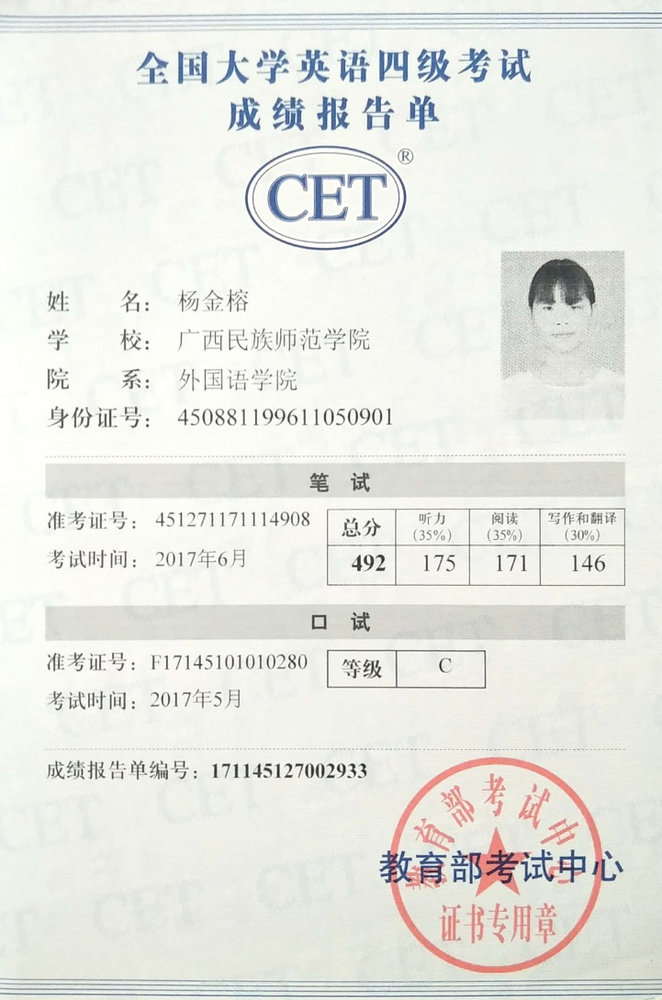 全国大学英语四级考试
成绩报告单
CET®
姓 名： 杨金榕
学 校： 广西民族师范学院
院 系： 外国语学院
身份证号： 450881199611050901
笔 试
准考证号： 451271171114908
考试时间： 2017年6月
总分 听力(35%) 阅读(35%) 写作和翻译(30%)
492 175 171 146
口 试
准考证号：F17145101010280
考试时间：2017年5月
等级 C
成绩报告单编号：171145127002933
教育部考试中心
教育部考试中心
证书专用章